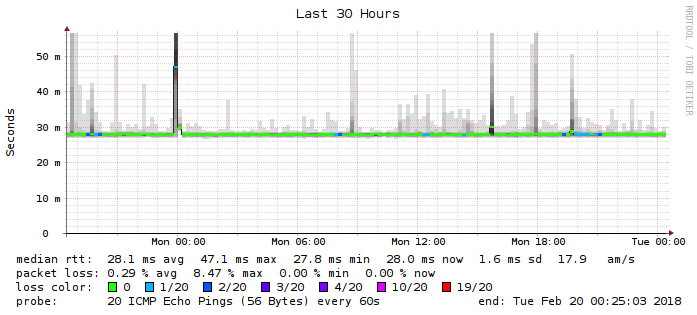 Last 30 Hours
RRDTOOL / TOBI OETIKER
Seconds
50 m
40 m
30 m
20 m
10 m
0
Mon 00:00 Mon 06:00 Mon 12:00 Mon 18:00 Tue 00:00
median rtt: 28.1 ms avg 47.1 ms max 27.8 ms min 28.0 ms now 1.6 ms sd 17.9 am/s
packet loss: 0.29 % avg 8.47 % max 0.00 % min 0.00 % now
loss color: 0 1/20 2/20 3/20 4/20 10/20 19/20
probe: 20 ICMP Echo Pings (56 Bytes) every 60s end: Tue Feb 20 00:25:03 2018